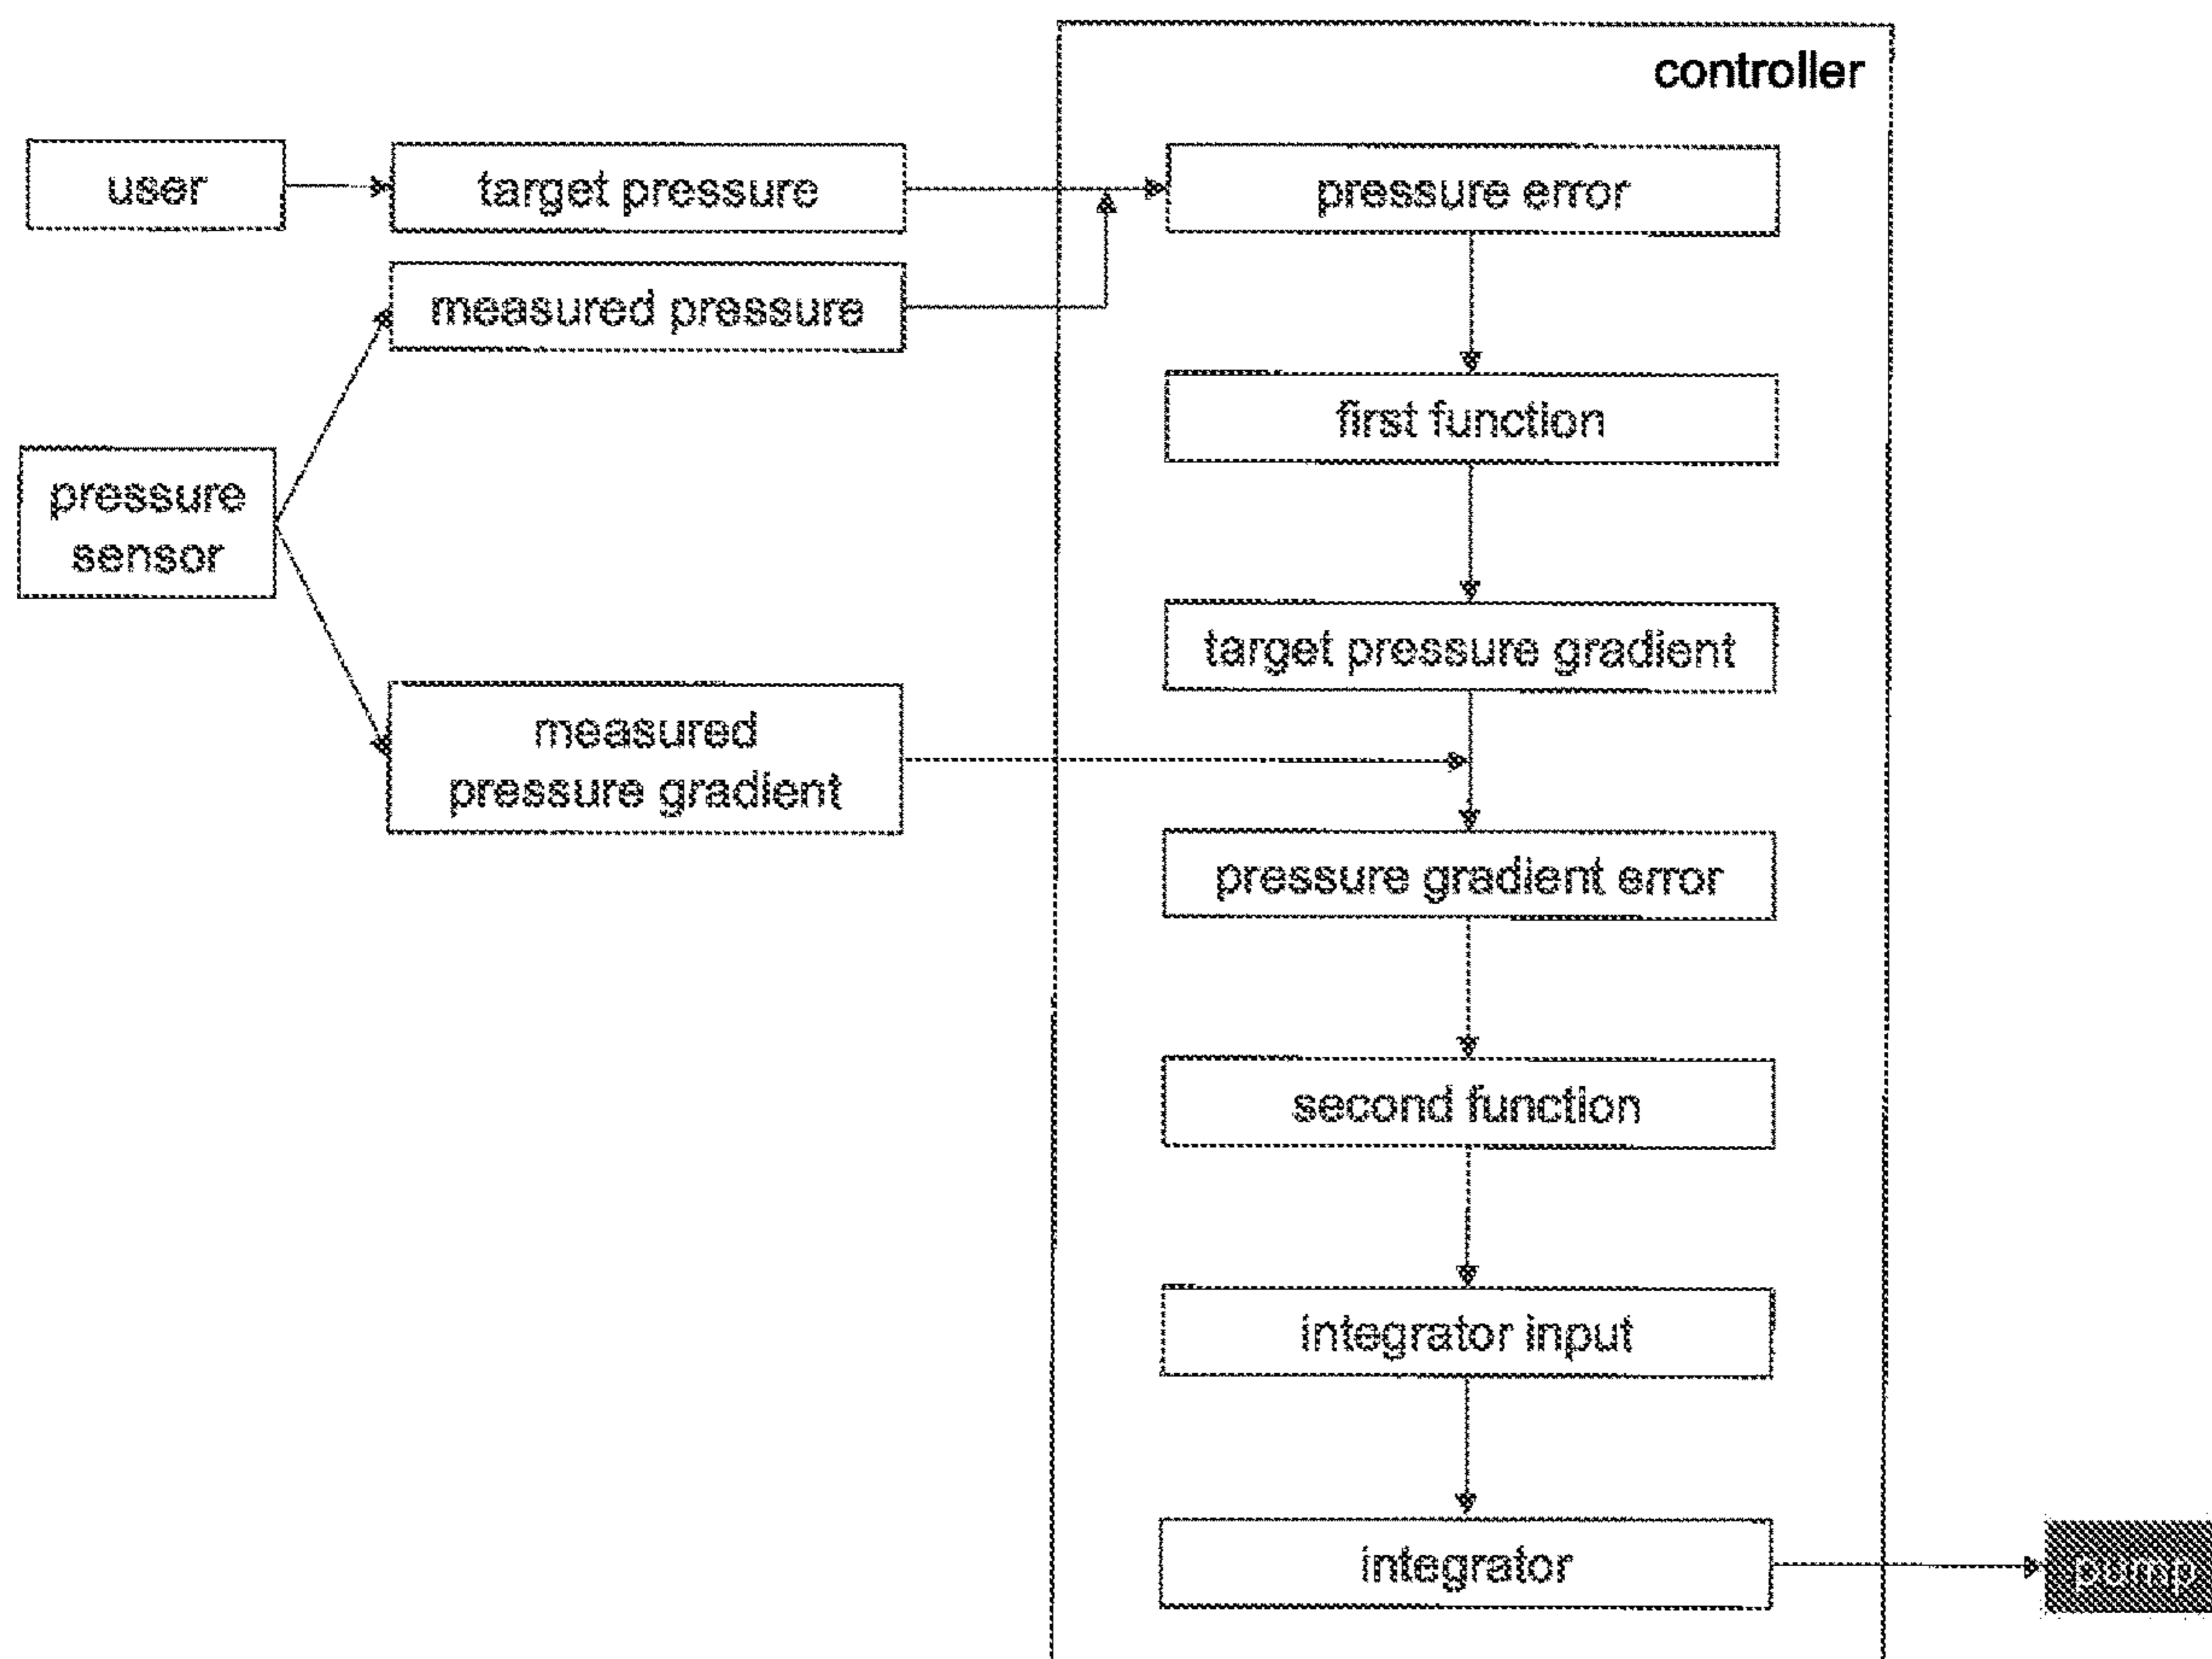 controller
user
target pressure
pressure error
measured pressure
first function
pressure
sensor
target pressure gradient
measured
pressure gradient
pressure gradient error
second function
integrator input
integrator
pump